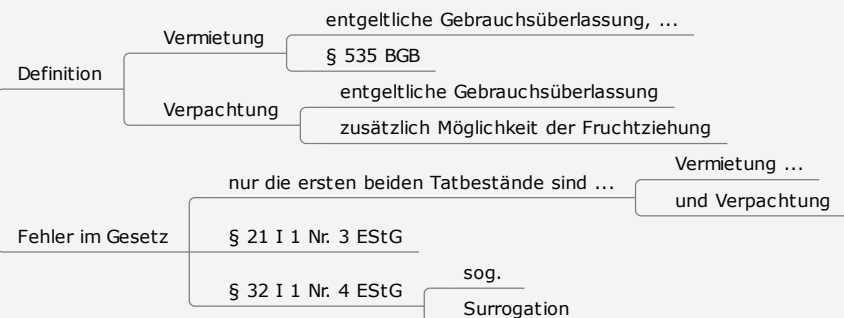 Definition
Vermietung
entgeltliche Gebrauchsüberlassung, ...
§ 535 BGB
Verpachtung
entgeltliche Gebrauchsüberlassung
zusätzlich Möglichkeit der Fruchtziehung
Fehler im Gesetz
nur die ersten beiden Tatbestände sind ...
Vermietung ...
und Verpachtung
§ 21 I 1 Nr. 3 EStG
§ 32 I 1 Nr. 4 EStG
sog.
Surrogation